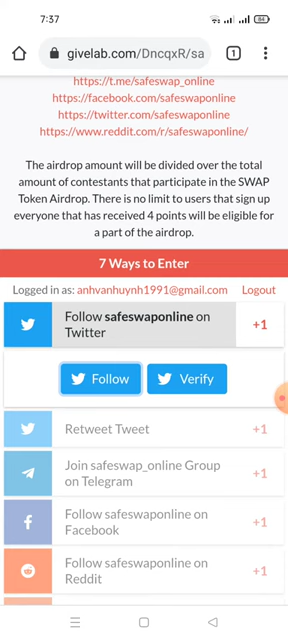 7:37
84
givelab.com/DncqXR/sa
1
https://t.me/safeswap_online
https://facebook.com/safeswaponline
https://twitter.com/safeswaponline
https://www.reddit.com/r/safeswaponline/
The airdrop amount will be divided over the total
amount of contestants that participate in the SWAP
Token Airdrop. There is no limit to users that sign up
everyone that has received 4 points will be eligible for
a part of the airdrop.
7 Ways to Enter
Logged in as: anhvanhuynh1991@gmail.com Logout
Follow safeswaponline on
Twitter
+1
Follow
Verify
Retweet Tweet
+1
Join safeswap_online Group
on Telegram
+1
Follow safeswaponline on
Facebook
+1
Follow safeswaponline on
Reddit
+1